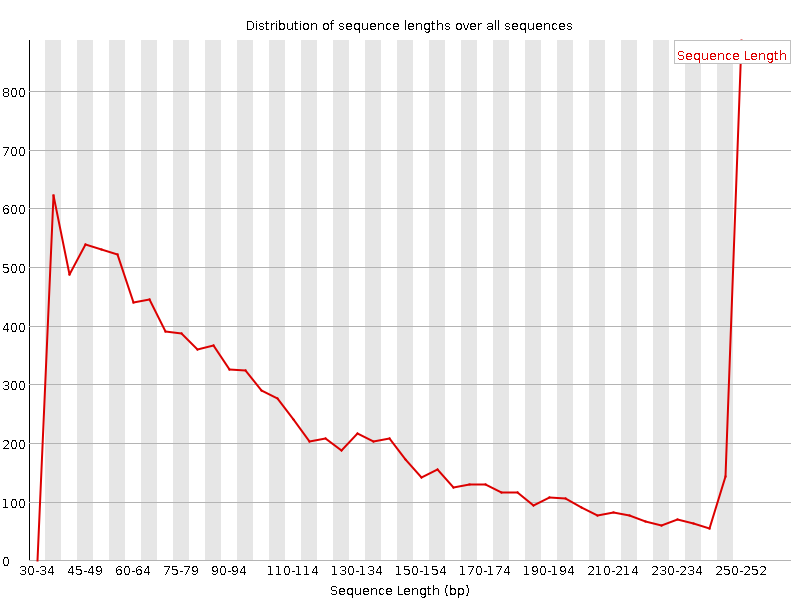 Distribution of sequence lengths over all sequences
Sequence Length
800
700
600
500
400
300
200
100
0
30-34 45-49 60-64 75-79 90-94 110-114 130-134 150-154 170-174 190-194 210-214 230-234 250-252
Sequence Length (bp)